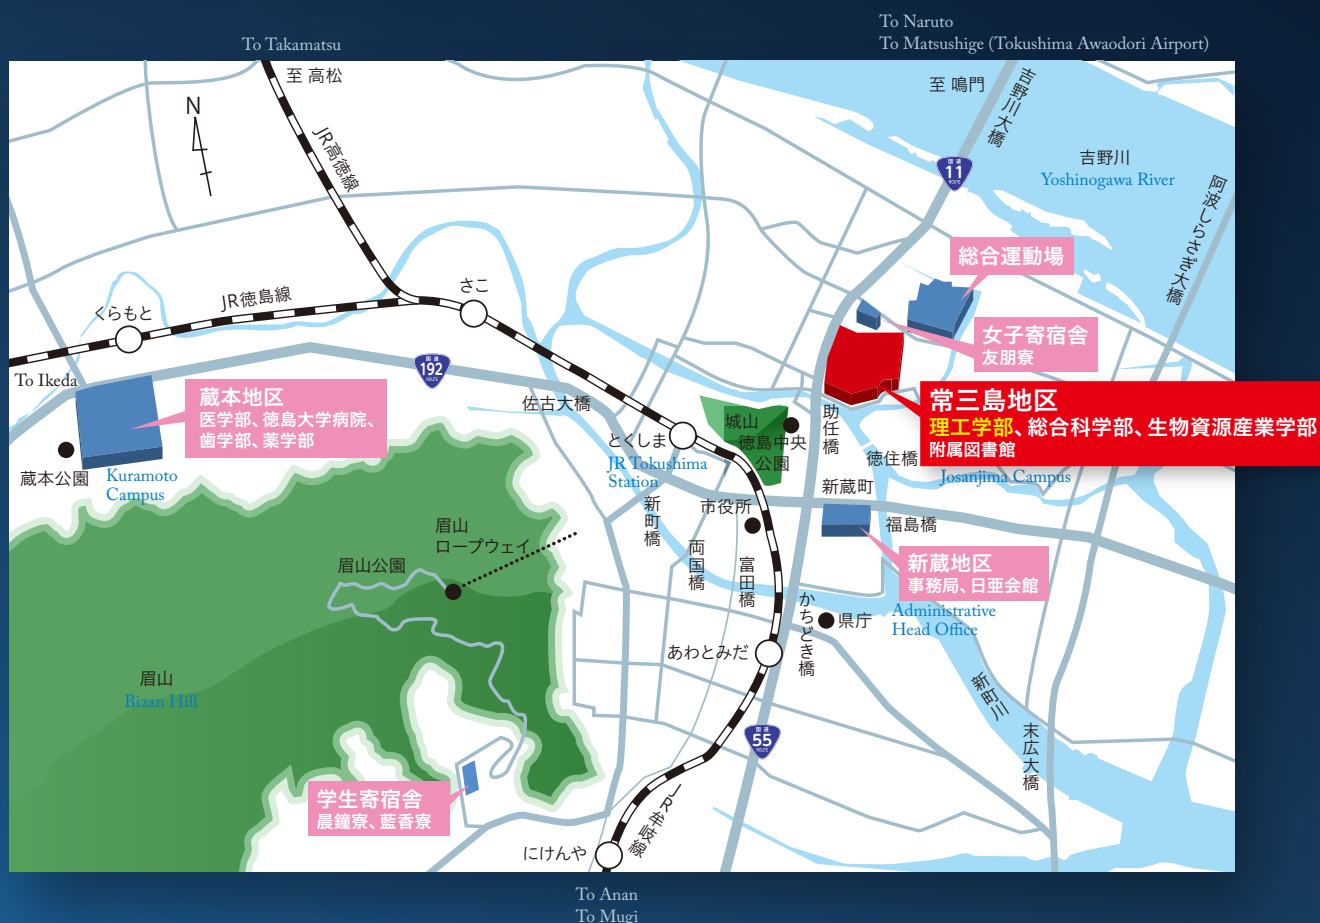 To Takamatsu
To Naruto
To Matsushige (Tokushima Awaodori Airport)
至 高松
N
JR高徳線
至 鳴門
吉野川大橋
国道
11
ROUTE
吉野川
Yoshinogawa River
阿波しらさぎ大橋
総合運動場
女子寄宿舎
友朋寮
常三島地区
理工学部、総合科学部、生物資源産業学部
附属図書館
Josanjima Campus
くらもと
JR徳島線
さこ
To Ikeda
国道
192
ROUTE
蔵本地区
医学部、徳島大学病院、
歯学部、薬学部
蔵本公園
Kuramoto
Campus
佐古大橋
とくしま
JR Tokushima
Station
城山
徳島中央
公園
助任橋
徳住橋
新蔵町
市役所
新町橋
両国橋
富田橋
福島橋
新蔵地区
事務局、日亜会館
Administrative
Head Office
眉山
ロープウェイ
眉山公園
かちどき橋
県庁
あわとみだ
眉山
Bizan Hill
新町川
末広大橋
国道
55
ROUTE
学生寄宿舎
晨鐘寮、藍香寮
JR牟岐線
にけんや
To Anan
To Mugi